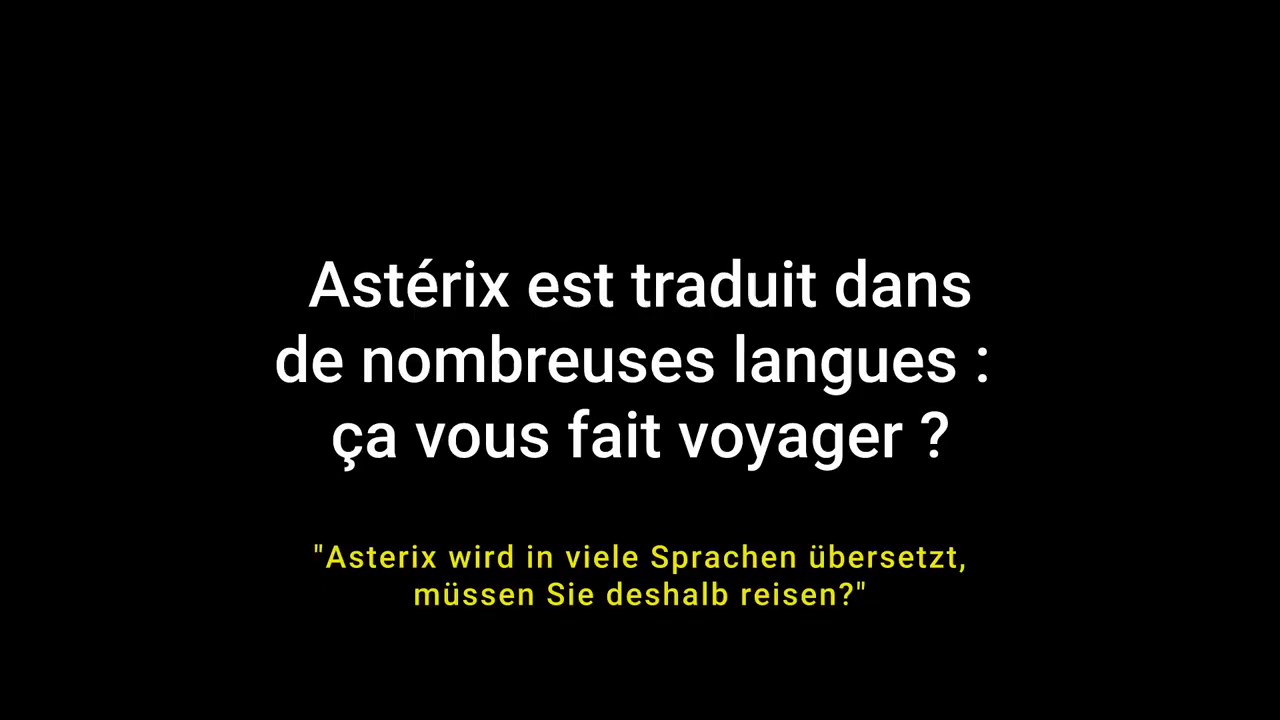 Astérix est traduit dans
de nombreuses langues :
ça vous fait voyager ?
"Asterix wird in viele Sprachen übersetzt,
müssen Sie deshalb reisen?"